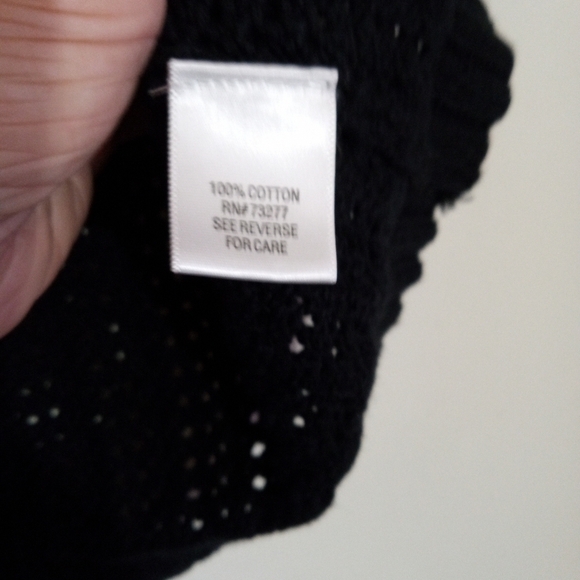 100% COTTON
RN# 73277
SEE REVERSE
FOR CARE